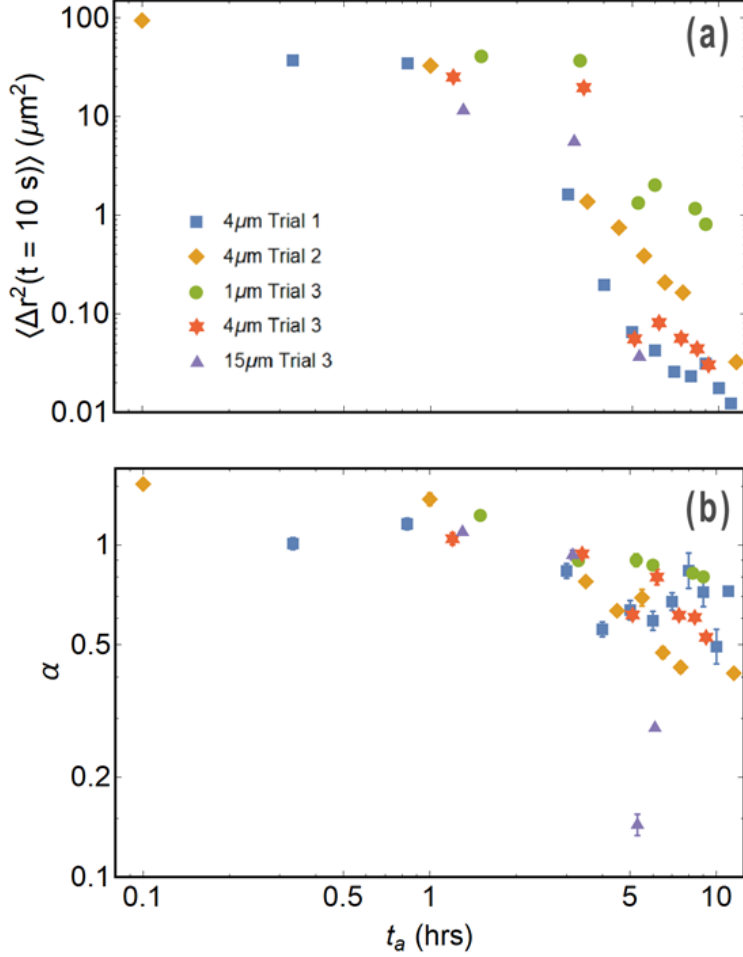 (a)
⟨Δr²(t = 10 s)⟩ (μm²)
100
10
1
0.10
0.01
4μm Trial 1
4μm Trial 2
1μm Trial 3
4μm Trial 3
15μm Trial 3
(b)
α
1
0.5
0.2
0.1
0.1 0.5 1 5 10
tₐ (hrs)